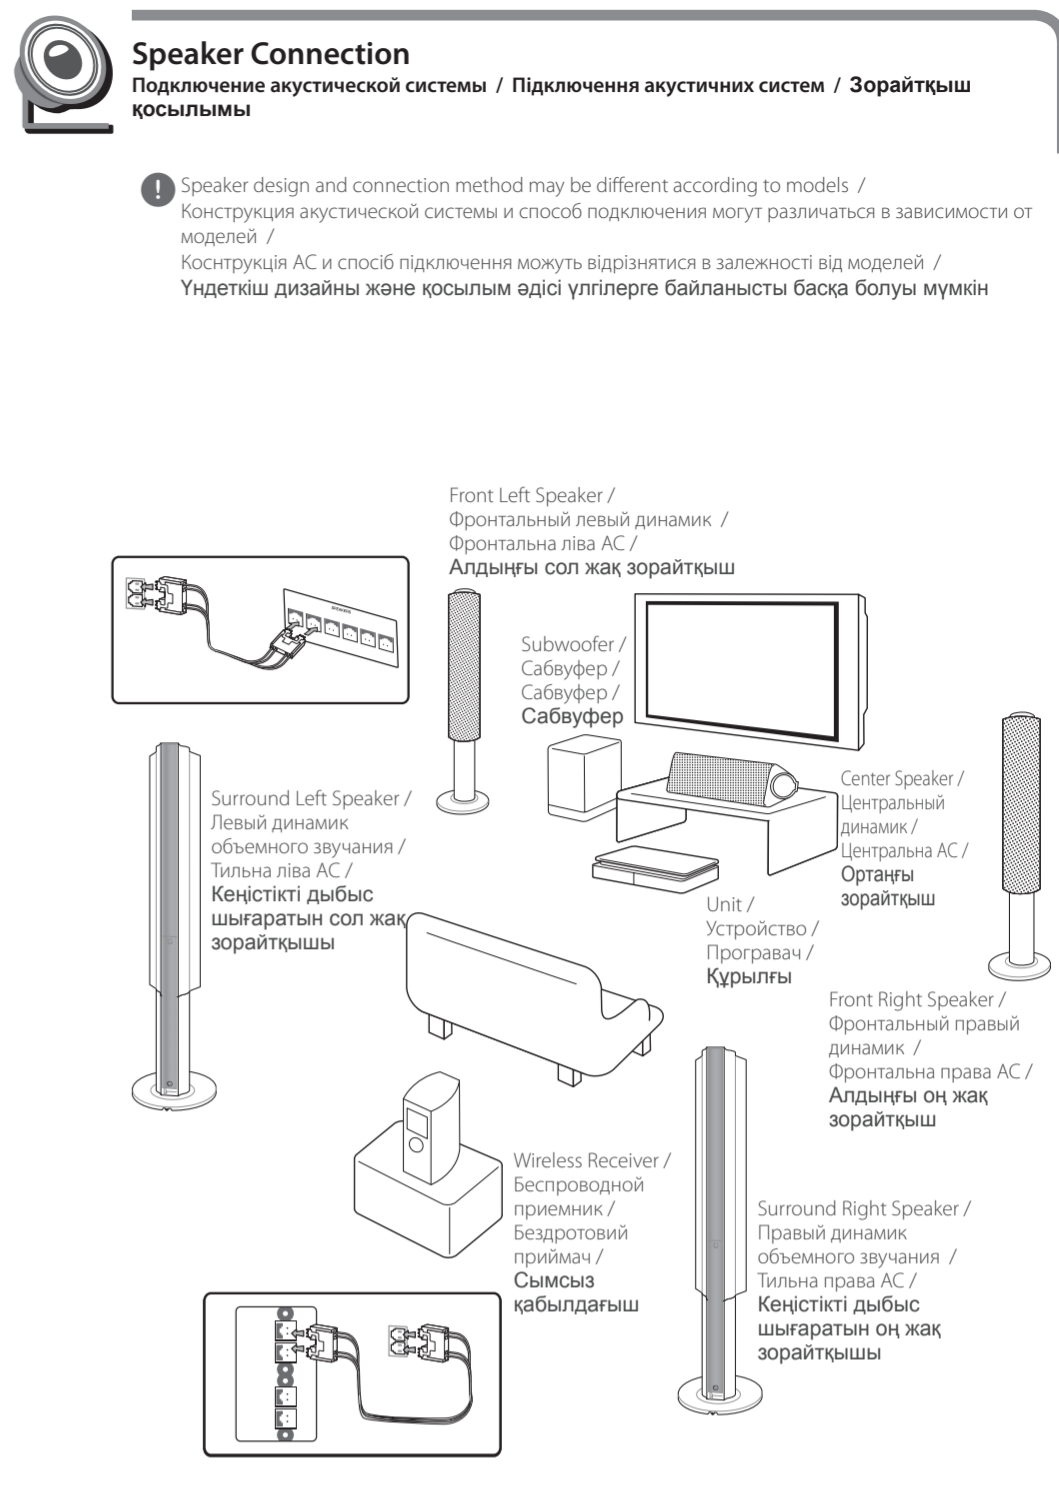 Speaker Connection
Подключение акустической системы / Підключення акустичних систем / Зорайтқыш
қосылымы
Speaker design and connection method may be different according to models /
Конструкция акустической системы и способ подключения могут различаться в зависимости от
моделей /
Коснтрукція АС и спосіб підключення можуть відрізнятися в залежності від моделей /
Үндеткіш дизайны және қосылым әдісі үлгілерге байланысты басқа болуы мүмкін
Front Left Speaker /
Фронтальный левый динамик /
Фронтальна ліва АС /
Алдыңғы сол жақ зорайтқыш
SPEAKERS
Subwoofer /
Сабвуфер /
Сабвуфер /
Сабвуфер
Center Speaker /
Центральный
динамик /
Центральна АС /
Ортаңғы
зорайтқыш
Surround Left Speaker /
Левый динамик
объемного звучания /
Тильна ліва АС /
Кеңістікті дыбыс
шығаратын сол жақ
зорайтқышы
Unit /
Устройство /
Програвач /
Құрылғы
Front Right Speaker /
Фронтальный правый
динамик /
Фронтальна права АС /
Алдыңғы оң жақ
зорайтқыш
Wireless Receiver /
Беспроводной
приемник /
Бездротовий
приймач /
Сымсыз
қабылдағыш
Surround Right Speaker /
Правый динамик
объемного звучания /
Тильна права АС /
Кеңістікті дыбыс
шығаратын оң жақ
зорайтқышы